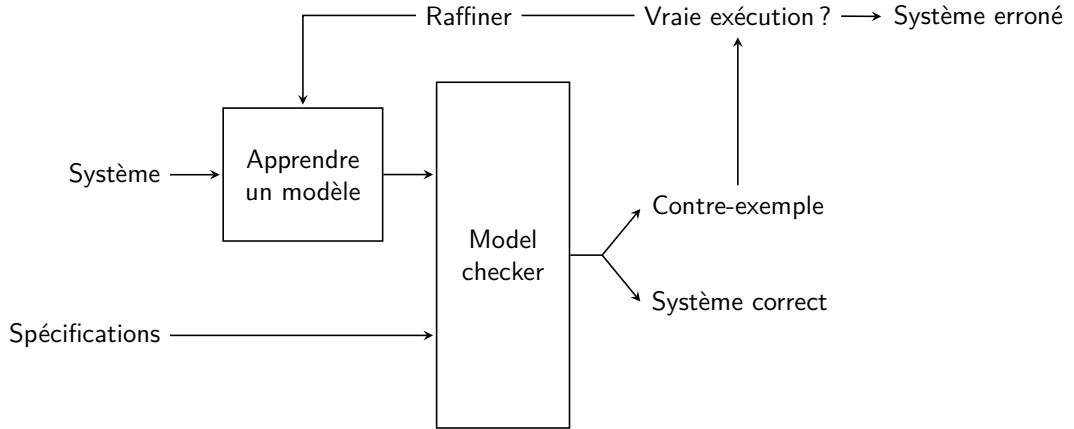 Raffiner
Vraie exécution ?
Système erroné
Apprendre
un modèle
Système
Contre-exemple
Model
checker
Système correct
Spécifications